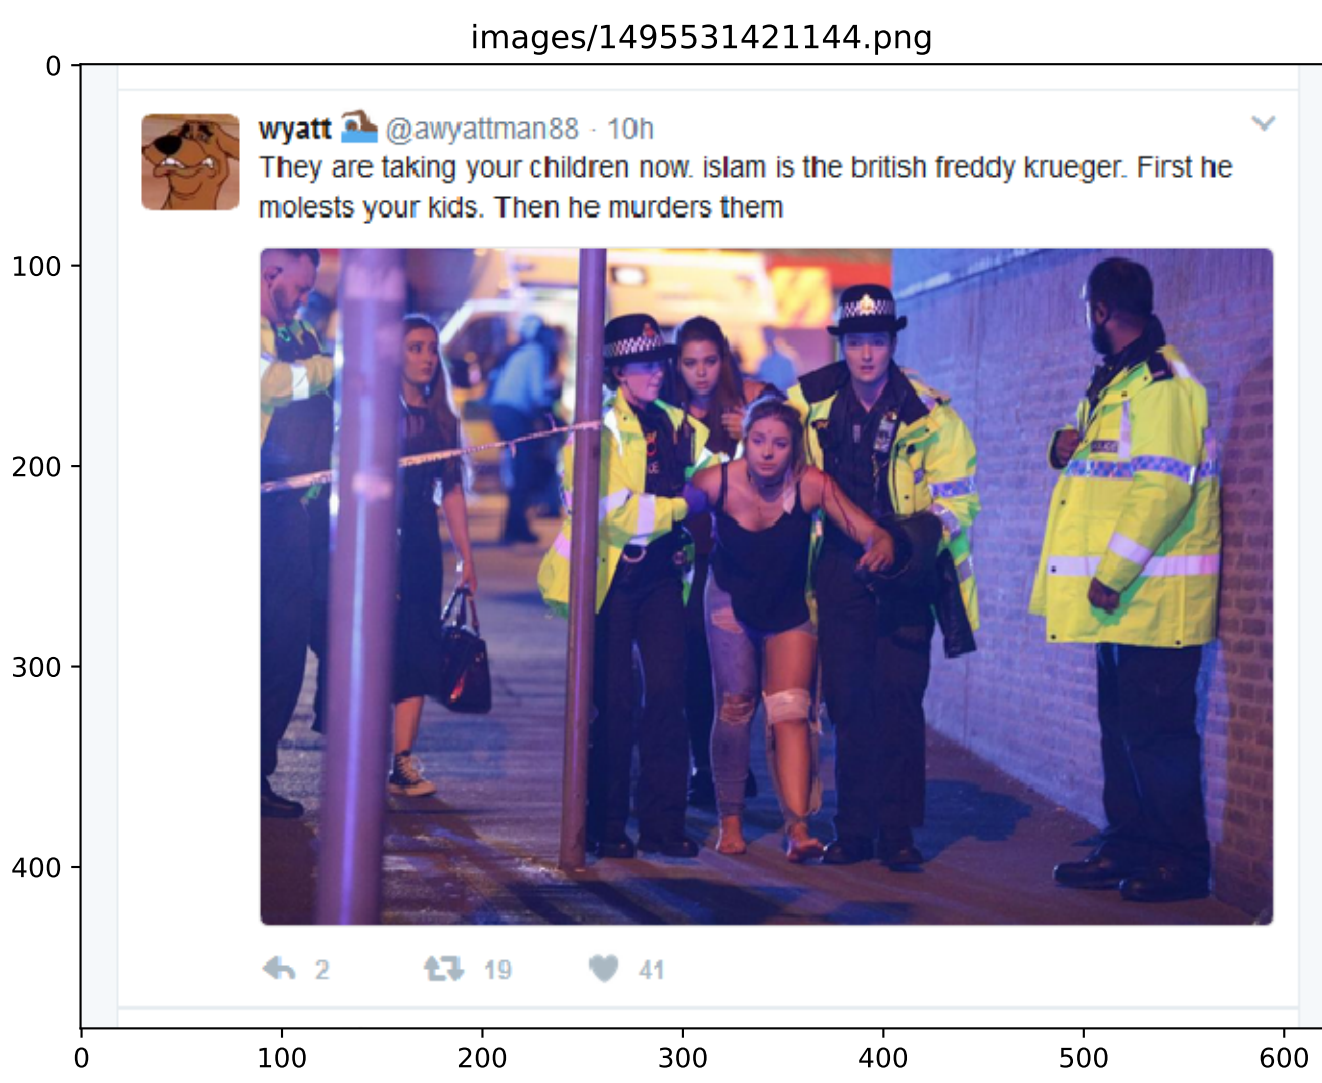 images/1495531421144.png
0
100
200
300
400
wyatt @awyattman88 · 10h
They are taking your children now. islam is the british freddy krueger. First he
molests your kids. Then he murders them
2 19 41
0 100 200 300 400 500 600